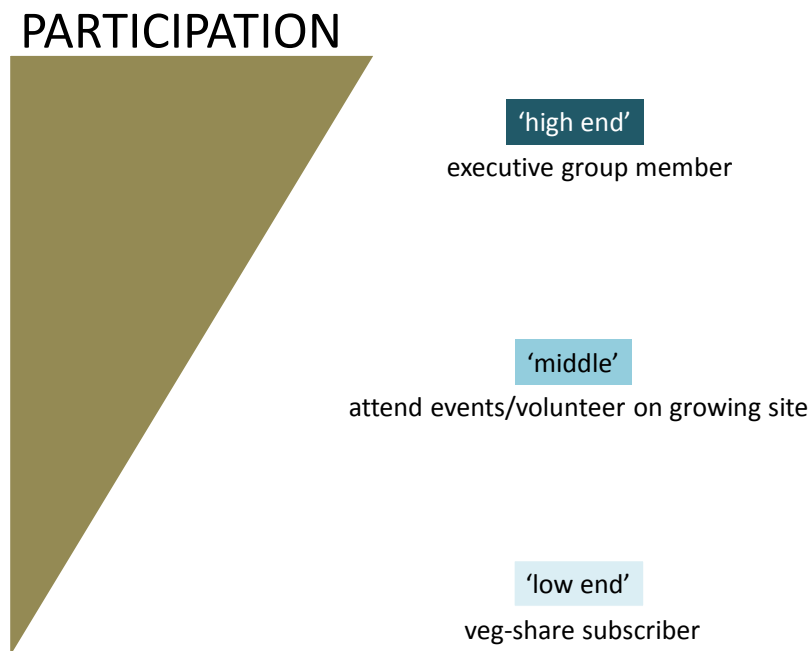 PARTICIPATION
‘high end’
executive group member
‘middle’
attend events/volunteer on growing site
‘low end’
veg-share subscriber